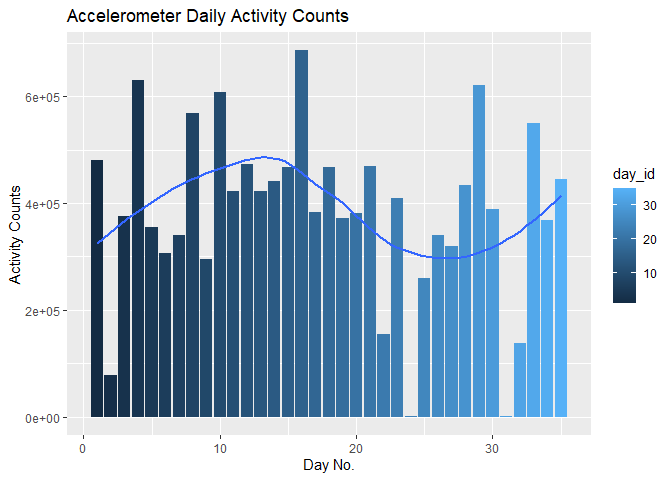 Accelerometer Daily Activity Counts
Activity Counts
6e+05
4e+05
2e+05
0e+00
0
10
20
30
Day No.
day_id
30
20
10